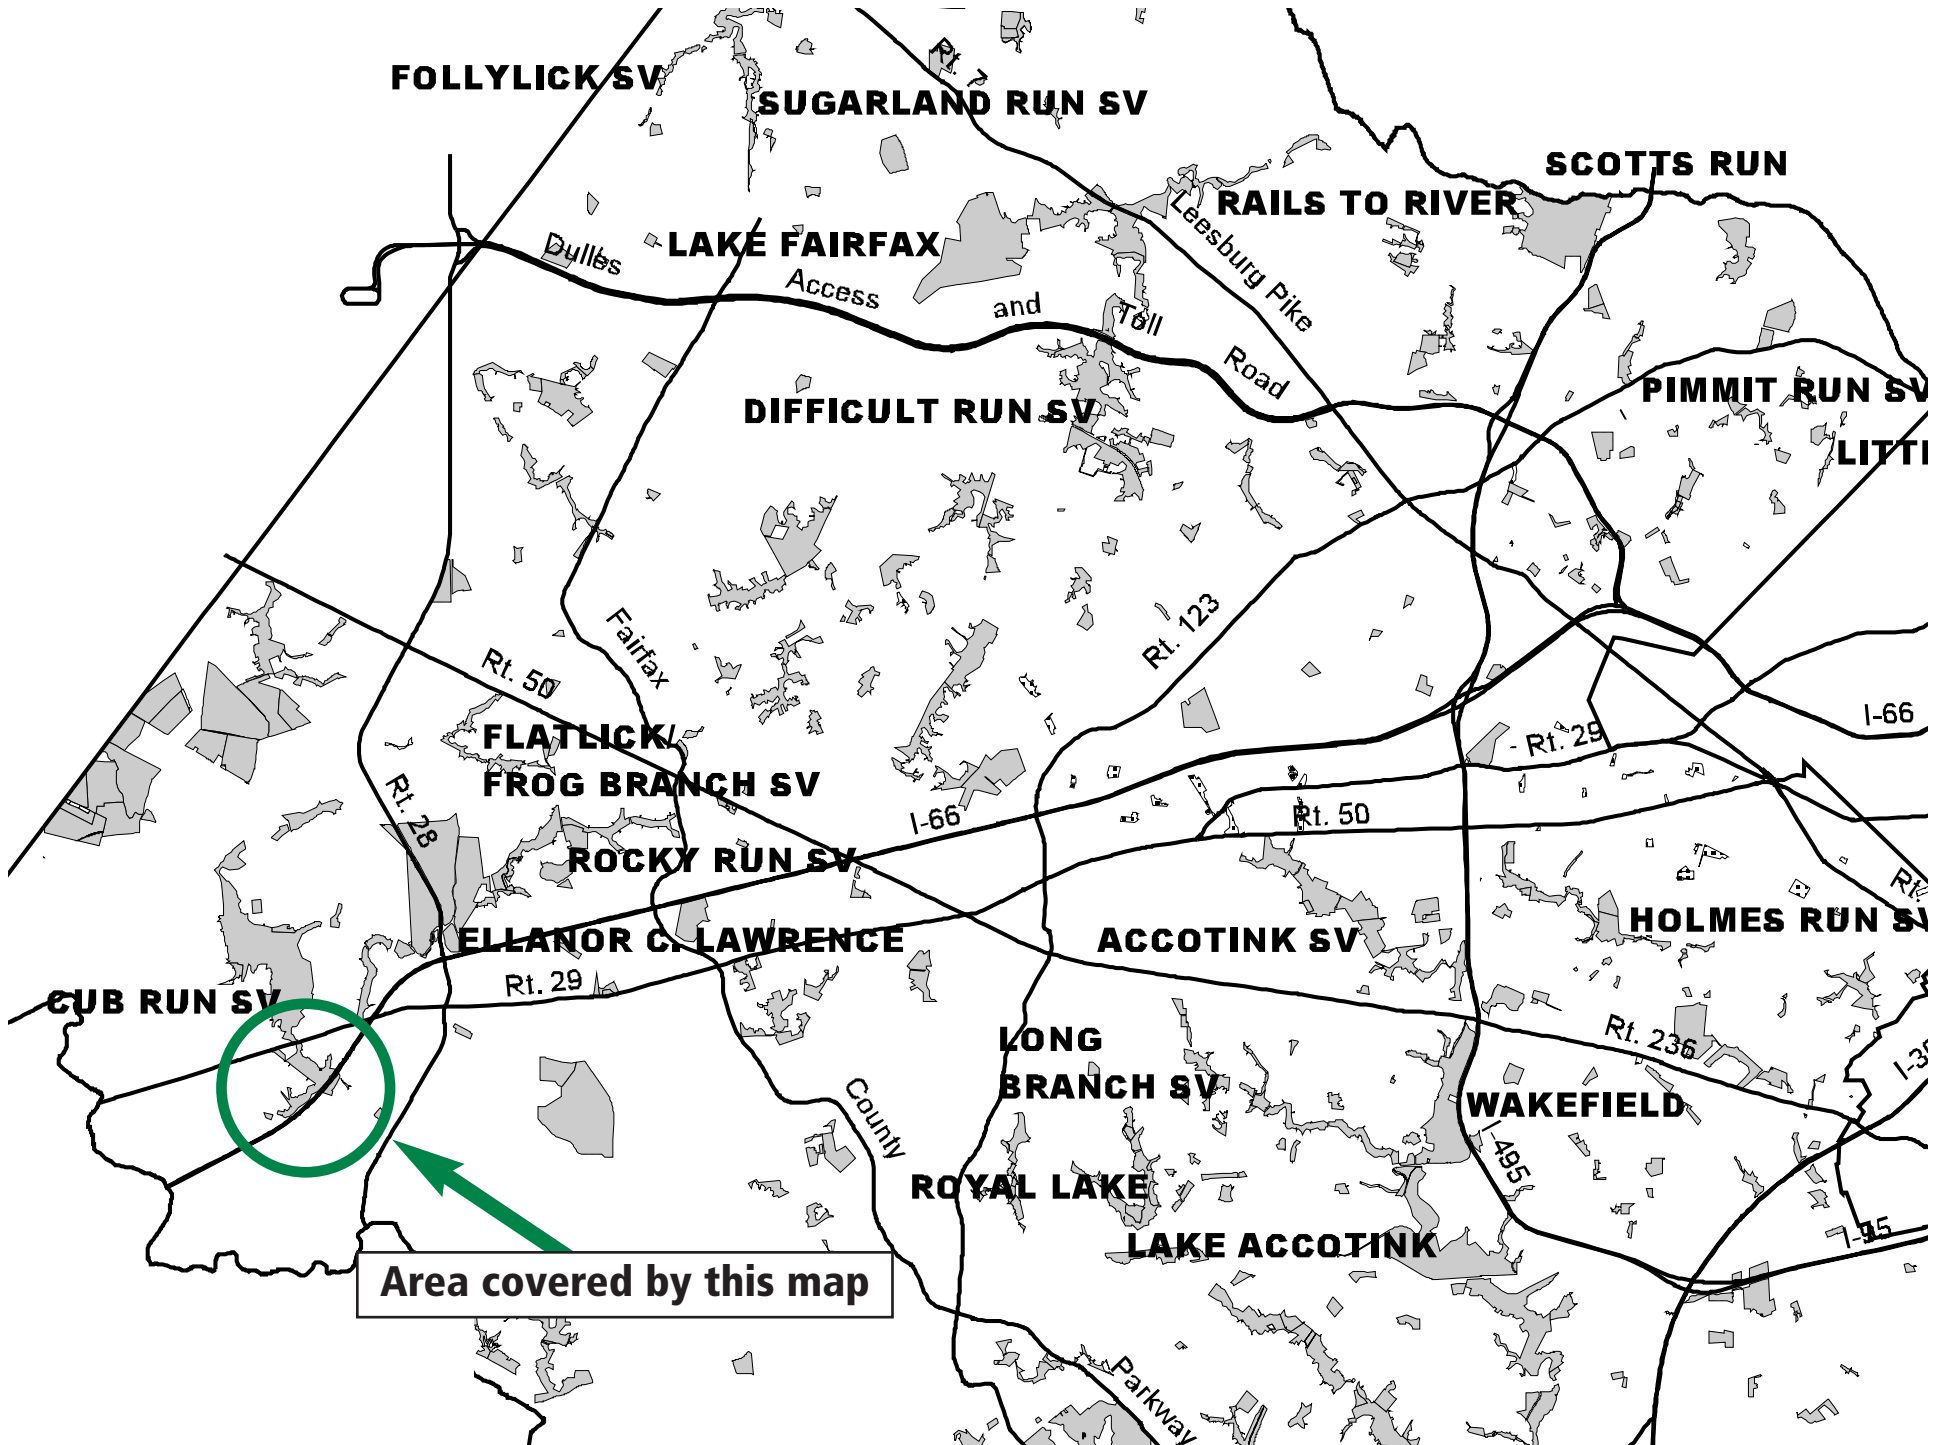 Rt. 7
FOLLYLICK SV
SUGARLAND RUN SV
SCOTTS RUN
RAILS TO RIVER
LAKE FAIRFAX
Dulles
Access
and
Toll
Road
Leesburg Pike
PIMMIT RUN SV
DIFFICULT RUN SV
LITTL
Rt. 123
Fairfax
Rt. 50
I-66
Rt. 29
FLATLICK/
FROG BRANCH SV
Rt. 28
I-66
Rt. 50
ROCKY RUN SV
Rt.
HOLMES RUN SV
ELLANOR C. LAWRENCE
ACCOTINK SV
Rt. 29
CUB RUN SV
LONG
BRANCH SV
Rt. 236
County
WAKEFIELD
I-495
ROYAL LAKE
LAKE ACCOTINK
I-95
Area covered by this map
Parkway